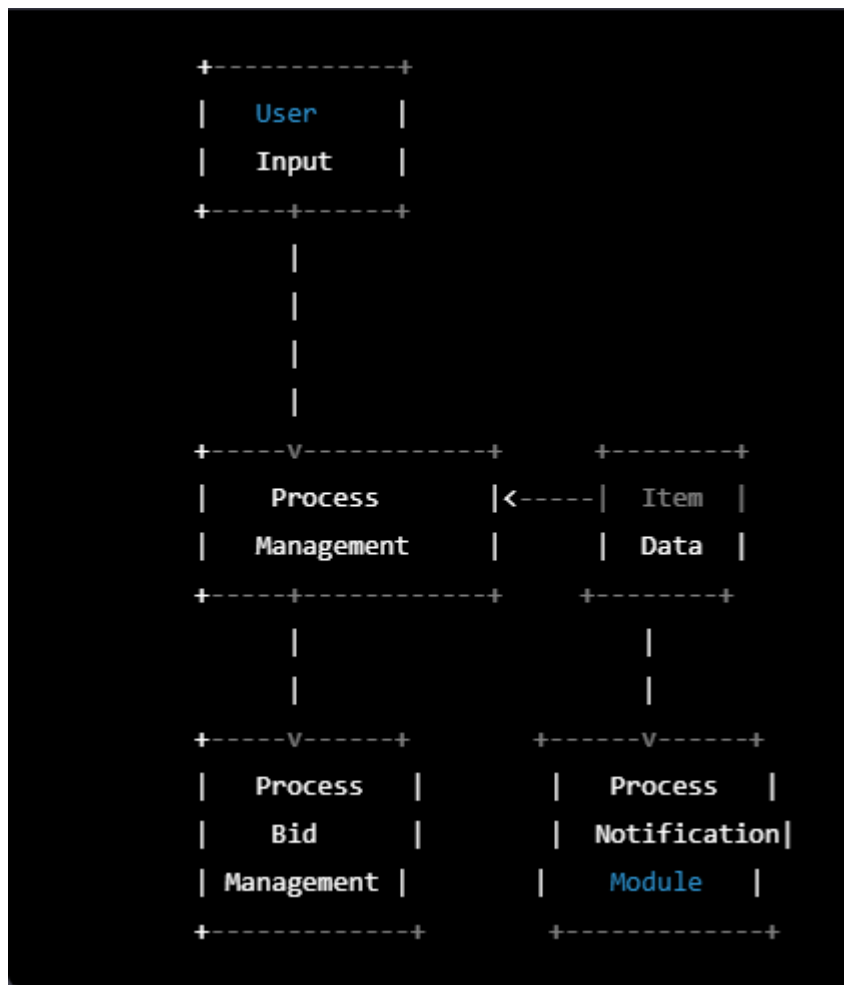 +------------+
|   User     |
|   Input    |
+-----+------+
      |
      |
      |
      |
+-----v------------+      +--------+
|    Process       |<-----|  Item  |
|   Management     |      |  Data  |
+-----+------------+     +--------+
      |                      |
      |                      |
+-----v------+        +------v------+
|   Process   |        |   Process   |
|    Bid      |        |  Notification|
| Management |        |    Module   |
+-------------+        +-------------+